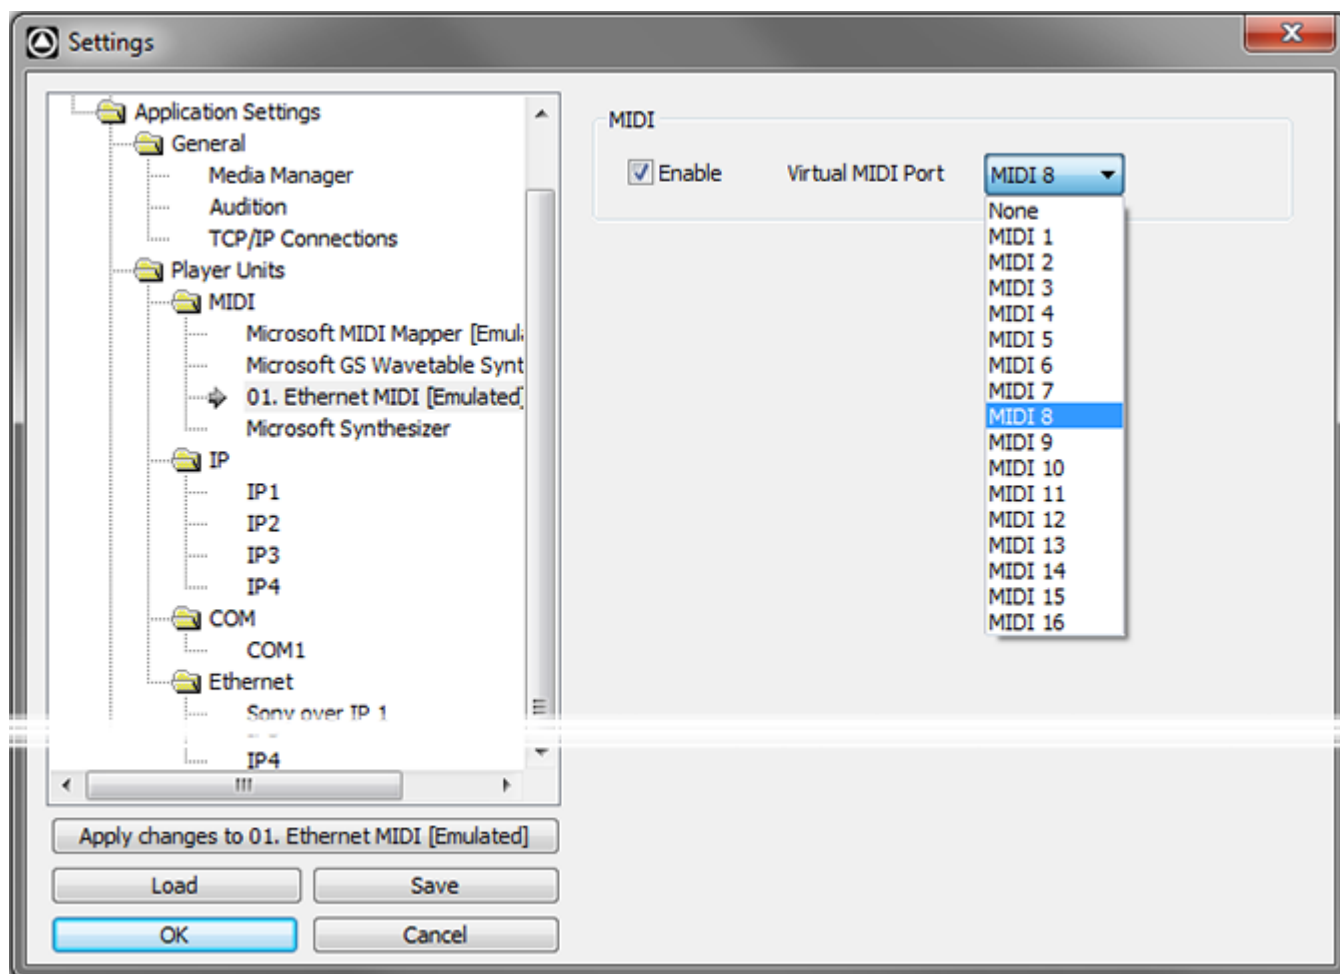 Settings
Application Settings
General
Media Manager
Audition
TCP/IP Connections
Player Units
MIDI
Microsoft MIDI Mapper [Emul
Microsoft GS Wavetable Synt
01. Ethernet MIDI [Emulated]
Microsoft Synthesizer
IP
IP1
IP2
IP3
IP4
COM
COM1
Ethernet
Sony over IP 1
IP4
Apply changes to 01. Ethernet MIDI [Emulated]
Load Save
OK Cancel
MIDI
Enable Virtual MIDI Port MIDI 8
None
MIDI 1
MIDI 2
MIDI 3
MIDI 4
MIDI 5
MIDI 6
MIDI 7
MIDI 8
MIDI 9
MIDI 10
MIDI 11
MIDI 12
MIDI 13
MIDI 14
MIDI 15
MIDI 16